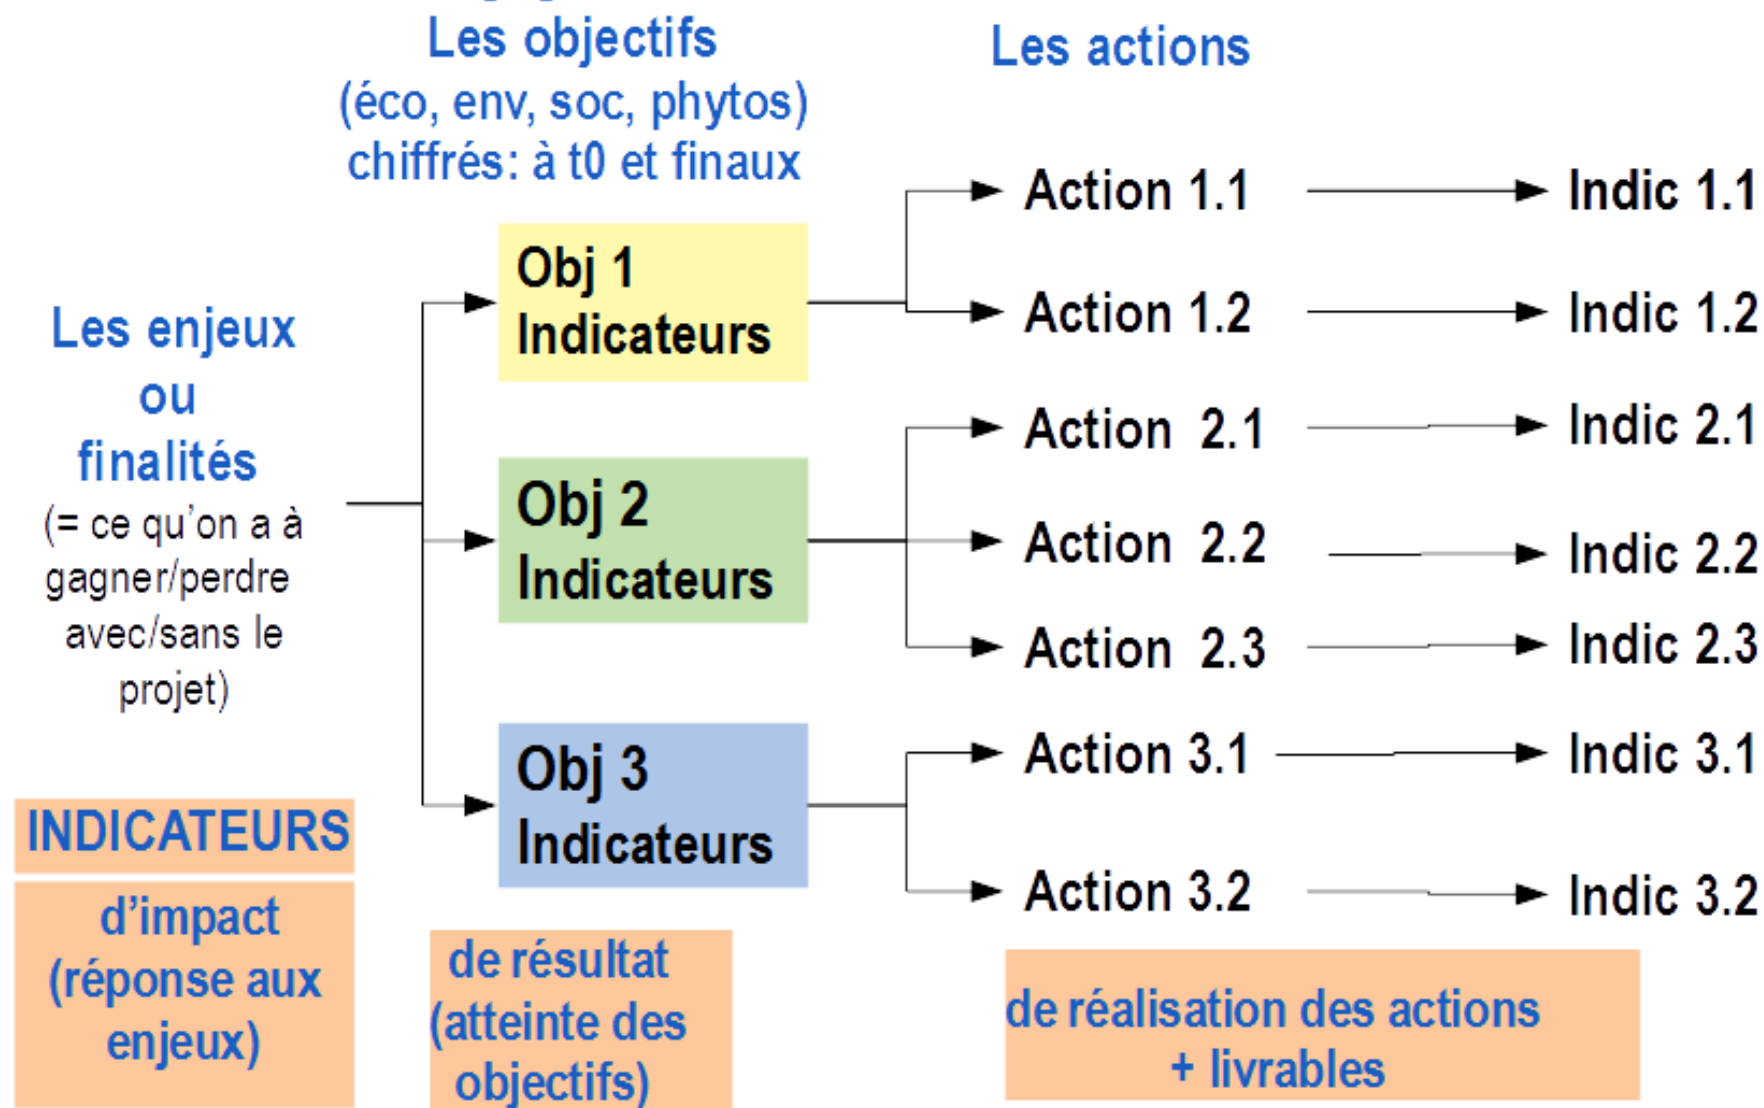 Les objectifs
(éco, env, soc, phytos)
chiffrés: à t0 et finaux
Les actions
Les enjeux
ou
finalités
(= ce qu'on a à
gagner/perdre
avec/sans le
projet)
Obj 1
Indicateurs
Obj 2
Indicateurs
Obj 3
Indicateurs
Action 1.1
Indic 1.1
Action 1.2
Indic 1.2
Action 2.1
Indic 2.1
Action 2.2
Indic 2.2
Action 2.3
Indic 2.3
Action 3.1
Indic 3.1
Action 3.2
Indic 3.2
INDICATEURS
d'impact
(réponse aux
enjeux)
de résultat
(atteinte des
objectifs)
de réalisation des actions
+ livrables